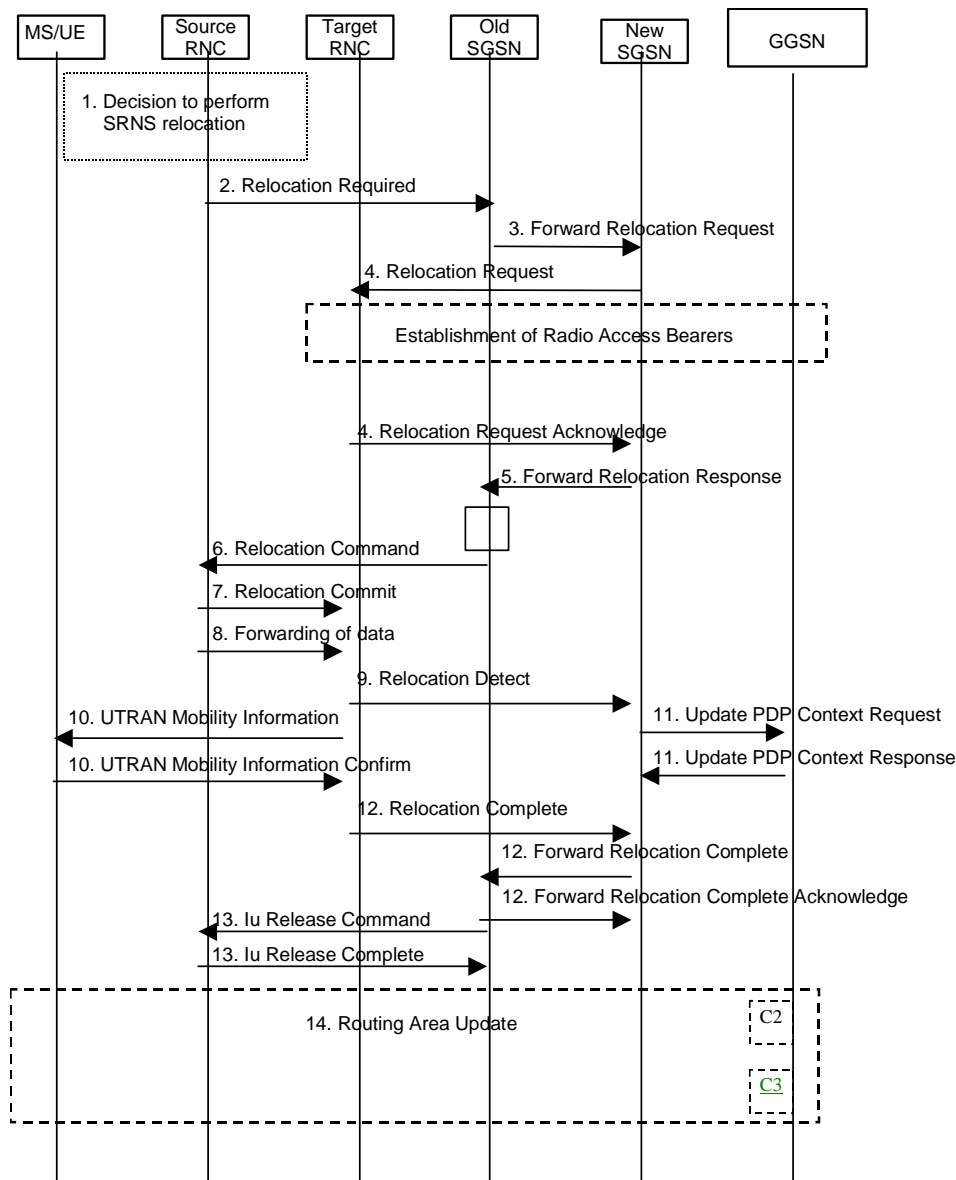 MS/UE
Source
RNC
Target
RNC
Old
SGSN
New
SGSN
GGSN
1. Decision to perform
SRNS relocation
2. Relocation Required
3. Forward Relocation Request
4. Relocation Request
Establishment of Radio Access Bearers
4. Relocation Request Acknowledge
5. Forward Relocation Response
6. Relocation Command
7. Relocation Commit
8. Forwarding of data
9. Relocation Detect
10. UTRAN Mobility Information
11. Update PDP Context Request
10. UTRAN Mobility Information Confirm
11. Update PDP Context Response
12. Relocation Complete
12. Forward Relocation Complete
12. Forward Relocation Complete Acknowledge
13. Iu Release Command
13. Iu Release Complete
14. Routing Area Update
C2
C3